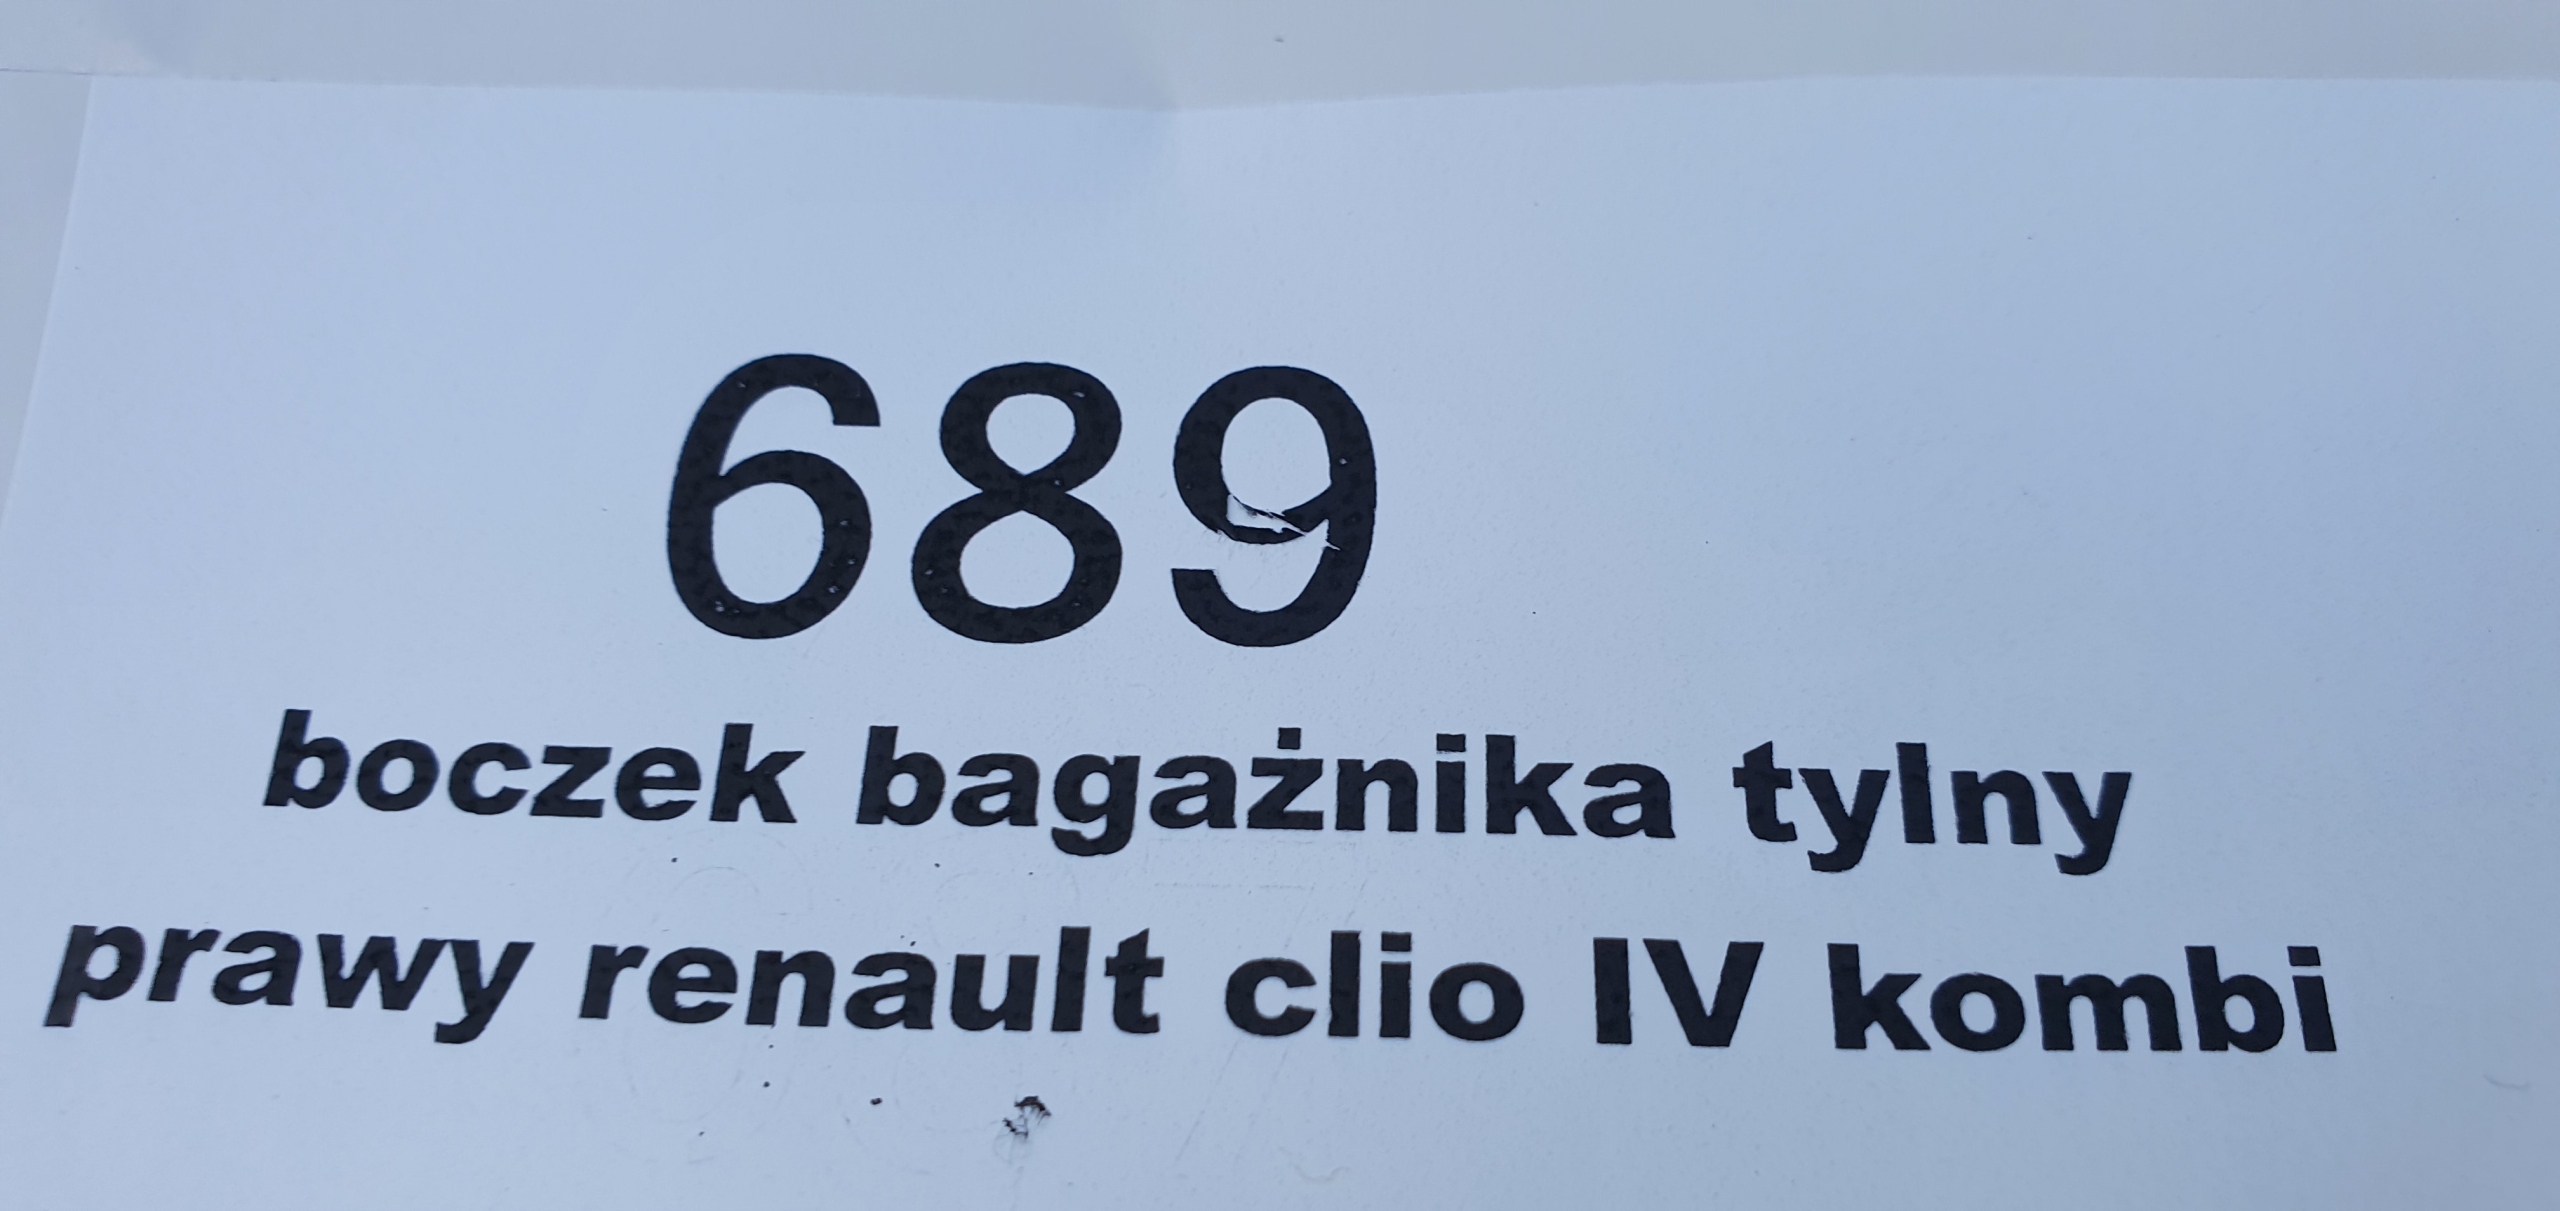 689
boczek bagażnika tylny
prawy renault clio IV kombi